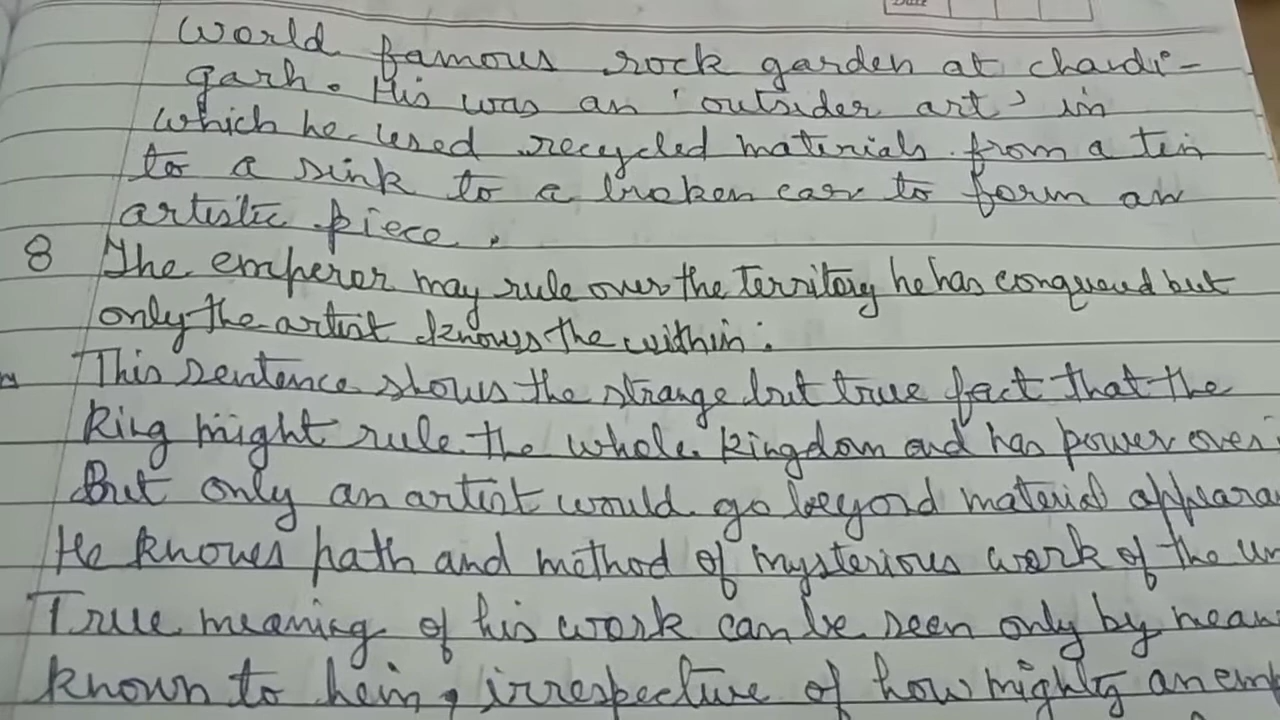 Date
World famous rock garden at chandi-
garh. His was an 'outsider art' in
which he used recycled materials from a tin
to a sink to a broken car to form an
artistic piece.
8 The emperor may rule over the territory he has conquered but
only the artist knows the within:
This sentence shows the strange but true fact that the
King might rule the whole kingdom and has power over
But only an artist would go beyond material appeara
He knows path and method of mysterious work of the un
True meaning of his work can be seen only by mean
known to him, irrespective of how mighty an emp